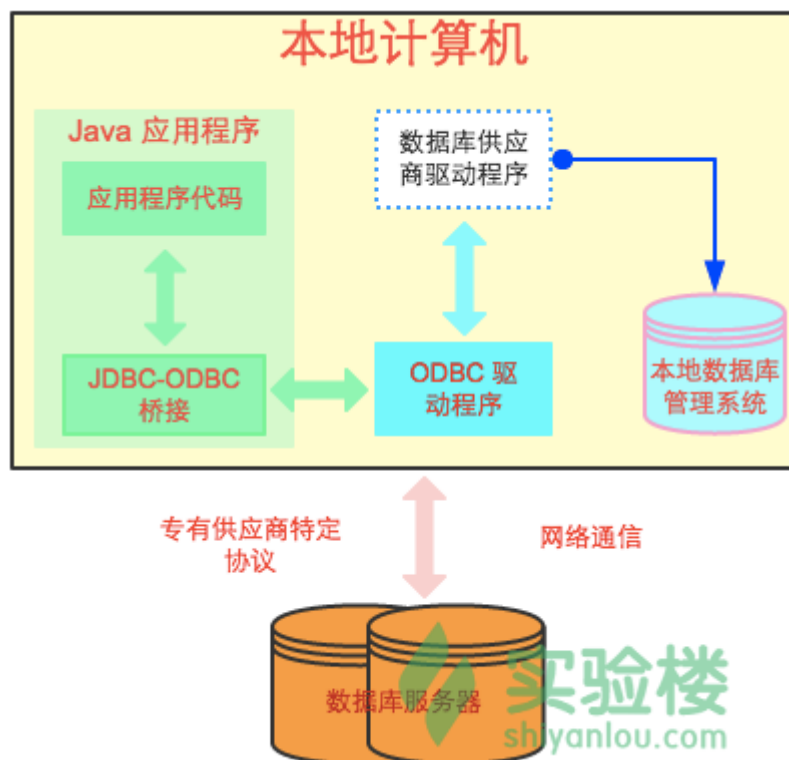 本地计算机
Java 应用程序
应用程序代码
JDBC-ODBC
桥接
数据库供应
商驱动程序
ODBC 驱
动程序
本地数据库
管理系统
专有供应商特定
协议
网络通信
数据库服务器
实验楼
shiyanlou.com